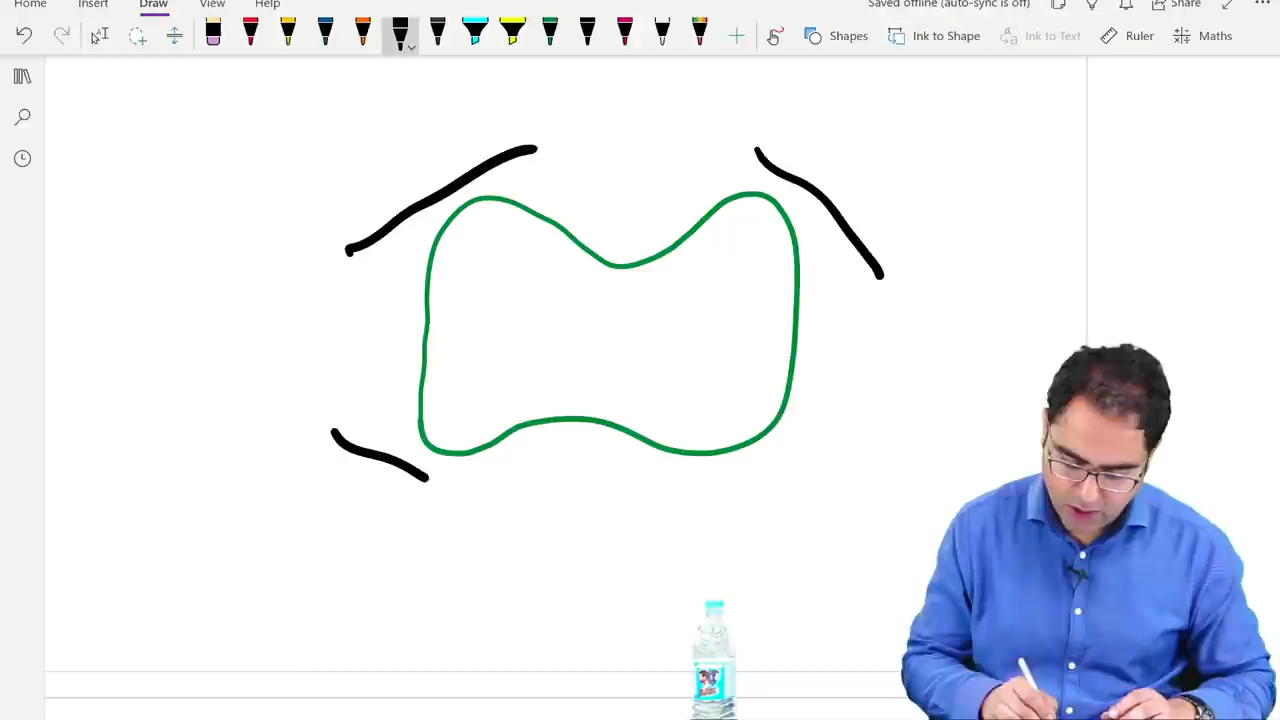 Home Insert Draw View Help Saved offline (auto-sync is off) Share
Shapes Ink to Shape Ink to Text Ruler Maths